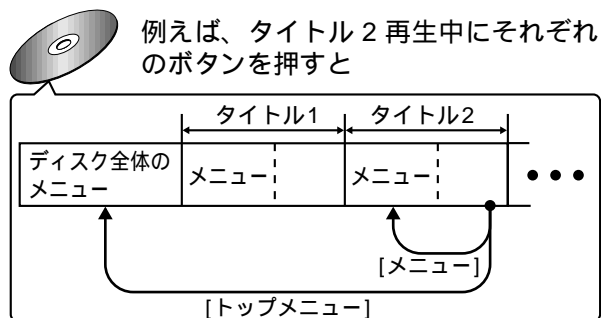 例えば、タイトル 2 再生中にそれぞれ
のボタンを押すと
タイトル1 タイトル2
ディスク全体の
メニュー
メニュー メニュー
[メニュー]
[トップメニュー]